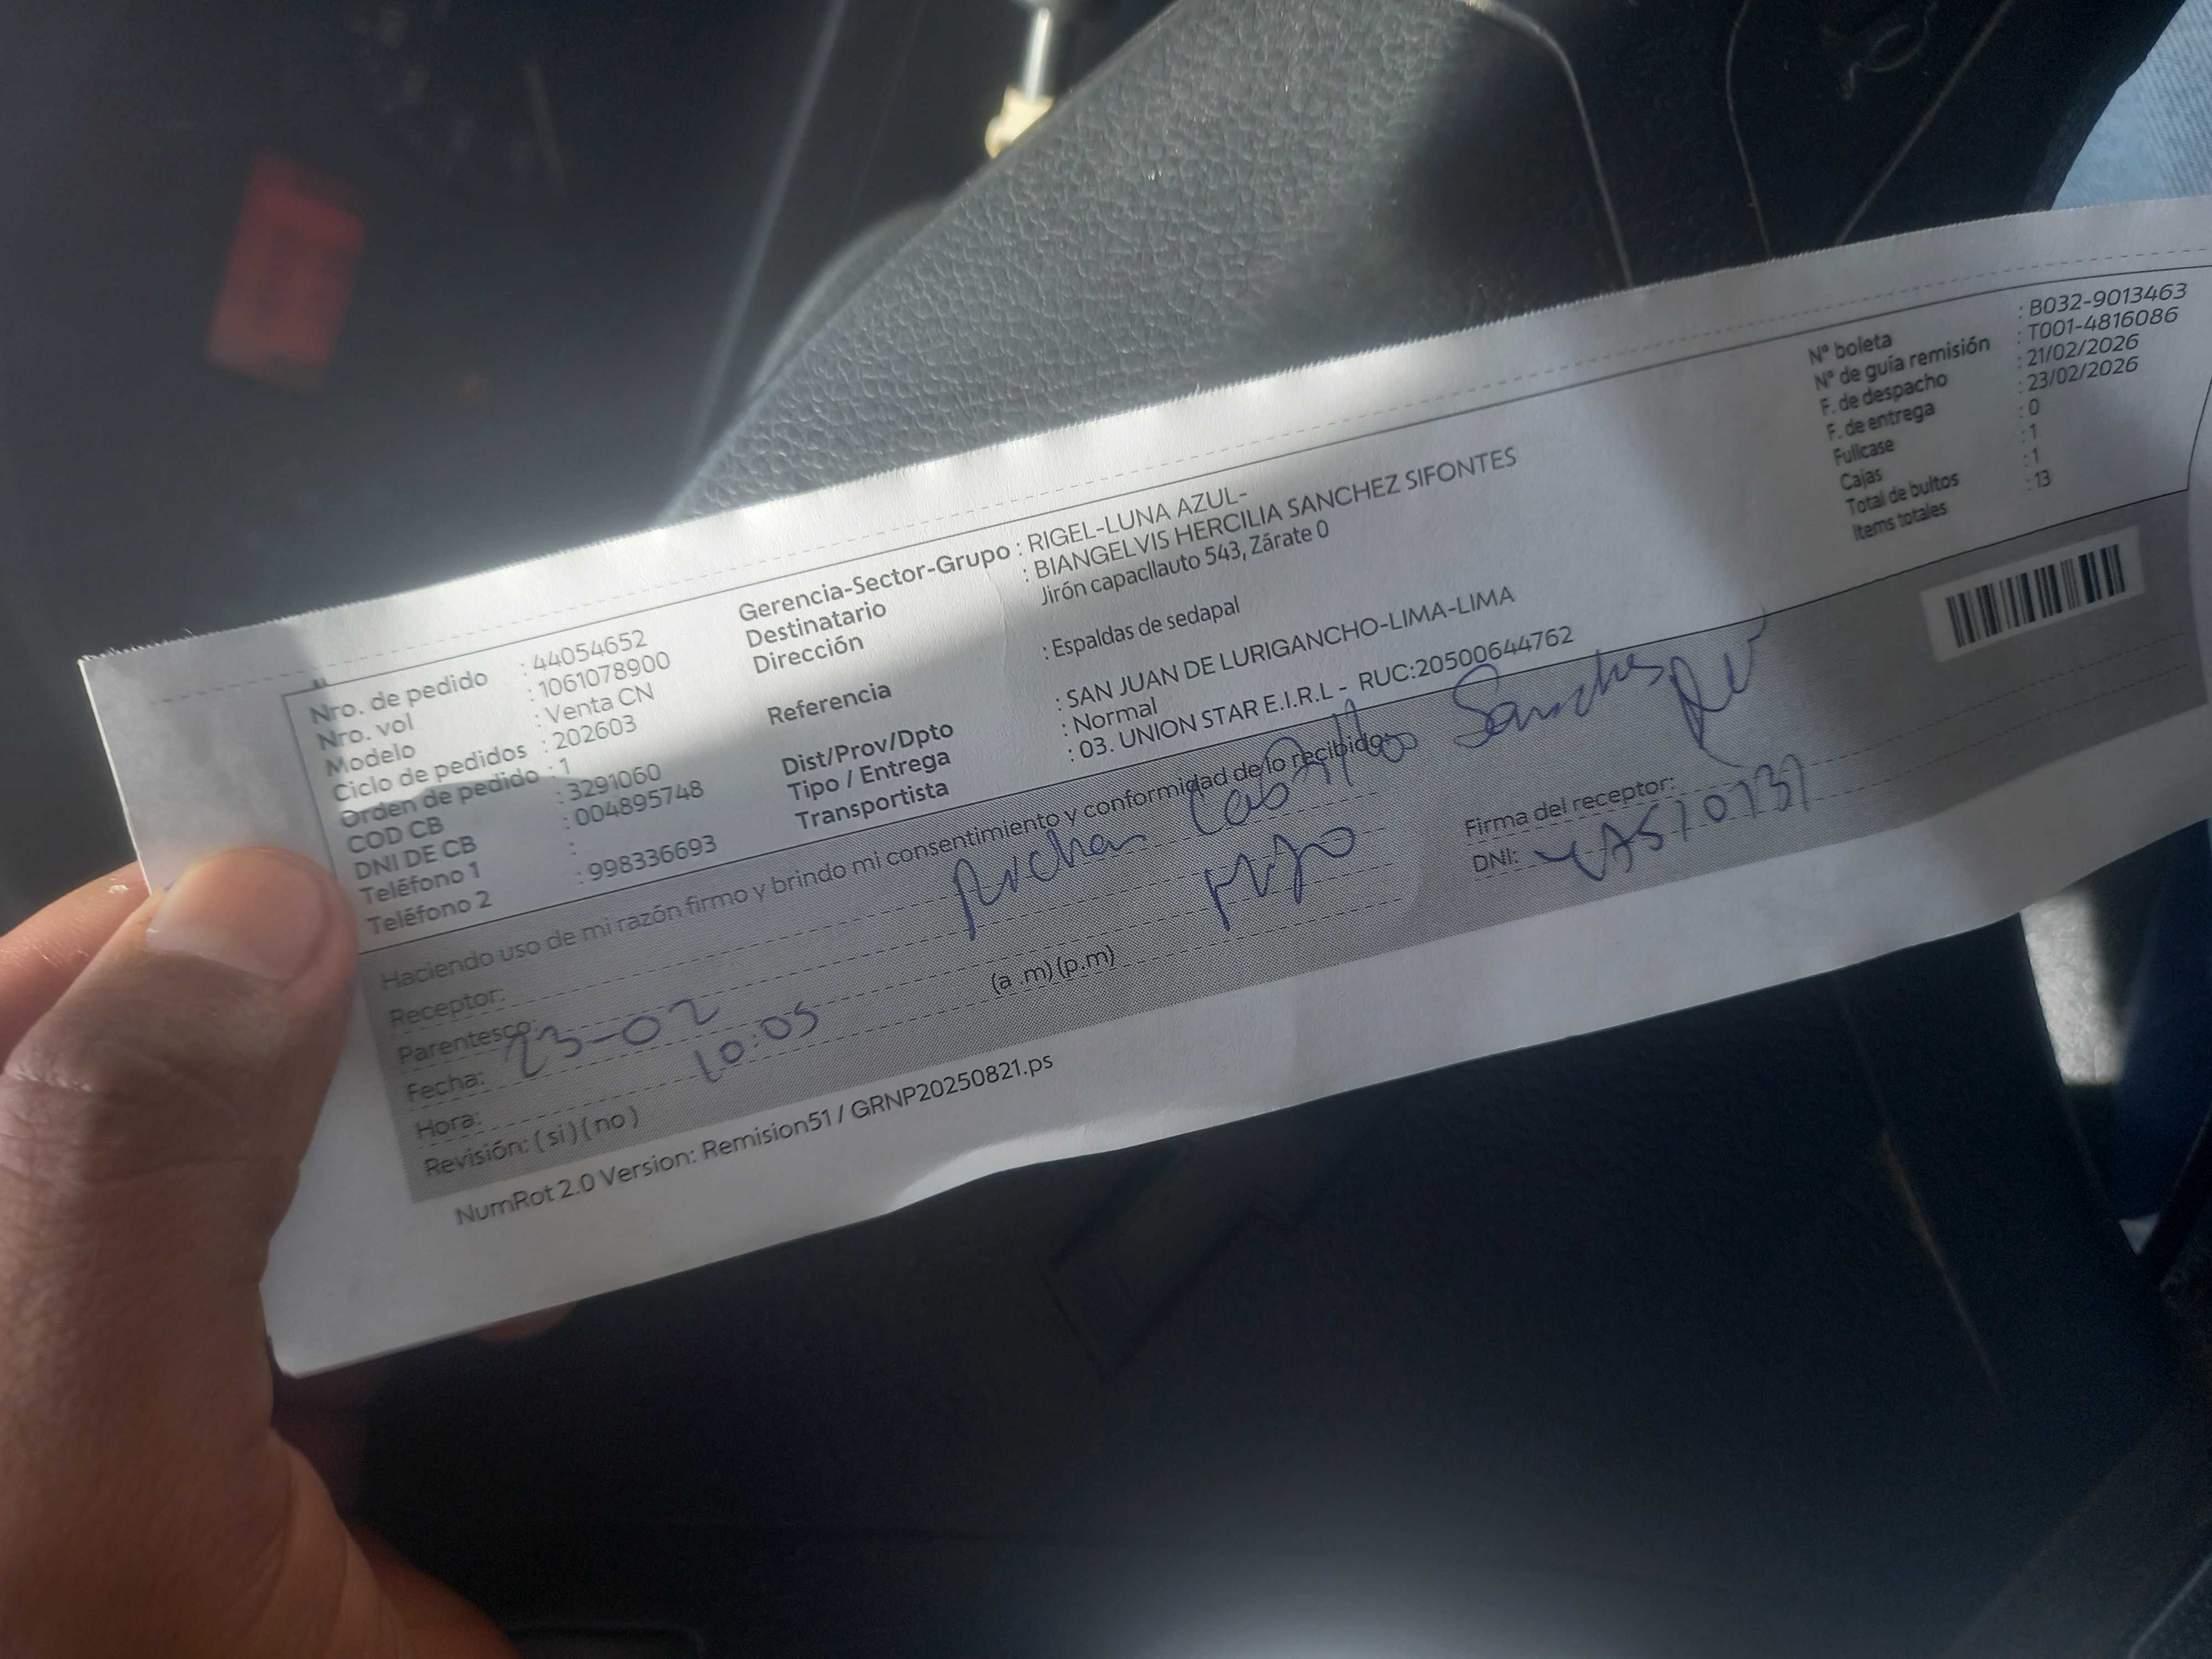 Nro. de pedido : 44054652
Nro. vol : 1061078900
Modelo : Venta CN
Ciclo de pedidos : 202603
Orden de pedido : 1
COD CB : 3291060
DNI DE CB : 004895748
Teléfono 1 :
Teléfono 2 : 998336693
Gerencia-Sector-Grupo : RIGEL-LUNA AZUL-
Destinatario : BIANGELVIS HERCILIA SANCHEZ SIFONTES
Dirección Jirón capacllauto 543, Zárate 0
Referencia : Espaldas de sedapal
Dist/Prov/Dpto : SAN JUAN DE LURIGANCHO-LIMA-LIMA
Tipo / Entrega : Normal
Transportista : 03. UNION STAR E.I.R.L - RUC:20500644762
N° boleta : B032-9013463
N° de guía remisión : T001-4816086
F. de despacho : 21/02/2026
F. de entrega : 23/02/2026
Fullcase : 0
Cajas : 1
Total de bultos : 1
Items totales : 13
Haciendo uso de mi razón firmo y brindo mi consentimiento y conformidad de lo recibido:
Receptor:
Parentesco:
Fecha: 23-02
Hora: 10:05 (a .m) (p.m)
Revisión: ( si ) ( no )
Firma del receptor:
DNI:
NumRot 2.0 Version: Remision51 / GRNP20250821.ps